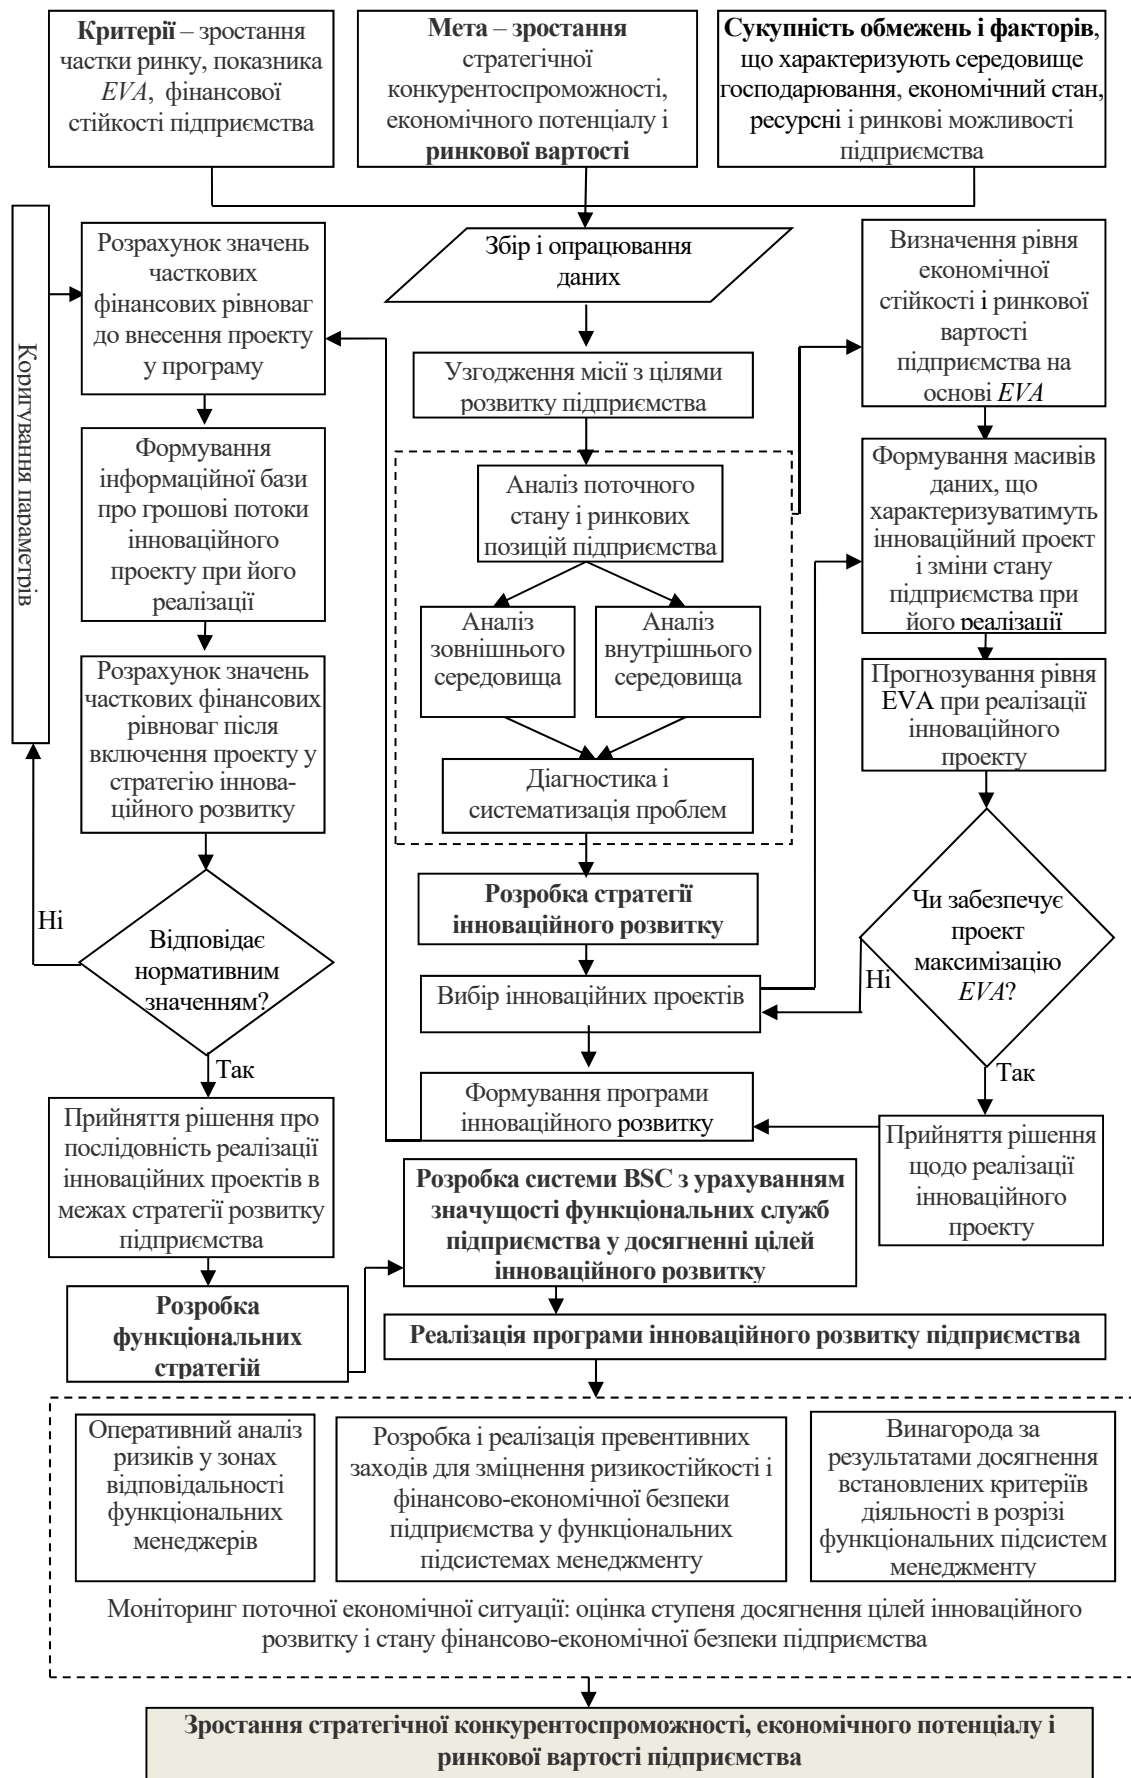 Критерії – зростання
частки ринку, показника
EVA, фінансової
стійкості підприємства
Мета – зростання
стратегічної
конкурентоспроможності,
економічного потенціалу і
ринкової вартості
Сукупність обмежень і факторів,
що характеризують середовище
господарювання, економічний стан,
ресурсні і ринкові можливості
підприємства
Коригування параметрів
Розрахунок значень
часткових
фінансових рівноваг
до внесення проекту
у програму
Формування
інформаційної бази
про грошові потоки
інноваційного
проекту при його
реалізації
Розрахунок значень
часткових фінансових
рівноваг після
включення проекту у
стратегію іннова-
ційного розвитку
Ні
Відповідає
нормативним
значенням?
Так
Прийняття рішення про
послідовність реалізації
інноваційних проектів в
межах стратегії розвитку
підприємства
Розробка
функціональних
стратегій
Збір і опрацювання
даних
Узгодження місії з цілями
розвитку підприємства
Аналіз поточного
стану і ринкових
позицій підприємства
Аналіз
зовнішнього
середовища
Аналіз
внутрішнього
середовища
Діагностика і
систематизація проблем
Розробка стратегії
інноваційного розвитку
Вибір інноваційних проектів
Формування програми
інноваційного розвитку
Визначення рівня
економічної
стійкості і ринкової
вартості
підприємства на
основі EVA
Формування масивів
даних, що
характеризуватимуть
інноваційний проект
і зміни стану
підприємства при
його реалізації
Прогнозування рівня
EVA при реалізації
інноваційного
проекту
Чи забезпечує
проект
максимізацію
EVA?
Ні
Так
Прийняття рішення
щодо реалізації
інноваційного
проекту
Розробка системи BSC з урахуванням
значущості функціональних служб
підприємства у досягненні цілей
інноваційного розвитку
Реалізація програми інноваційного розвитку підприємства
Оперативний аналіз
ризиків у зонах
відповідальності
функціональних
менеджерів
Розробка і реалізація превентивних
заходів для зміцнення ризикостійкості і
фінансово-економічної безпеки
підприємства у функціональних
підсистемах менеджменту
Винагорода за
результатами досягнення
встановлених критеріїв
діяльності в розрізі
функціональних підсистем
менеджменту
Моніторинг поточної економічної ситуації: оцінка ступеня досягнення цілей інноваційного
розвитку і стану фінансово-економічної безпеки підприємства
Зростання стратегічної конкурентоспроможності, економічного потенціалу і
ринкової вартості підприємства